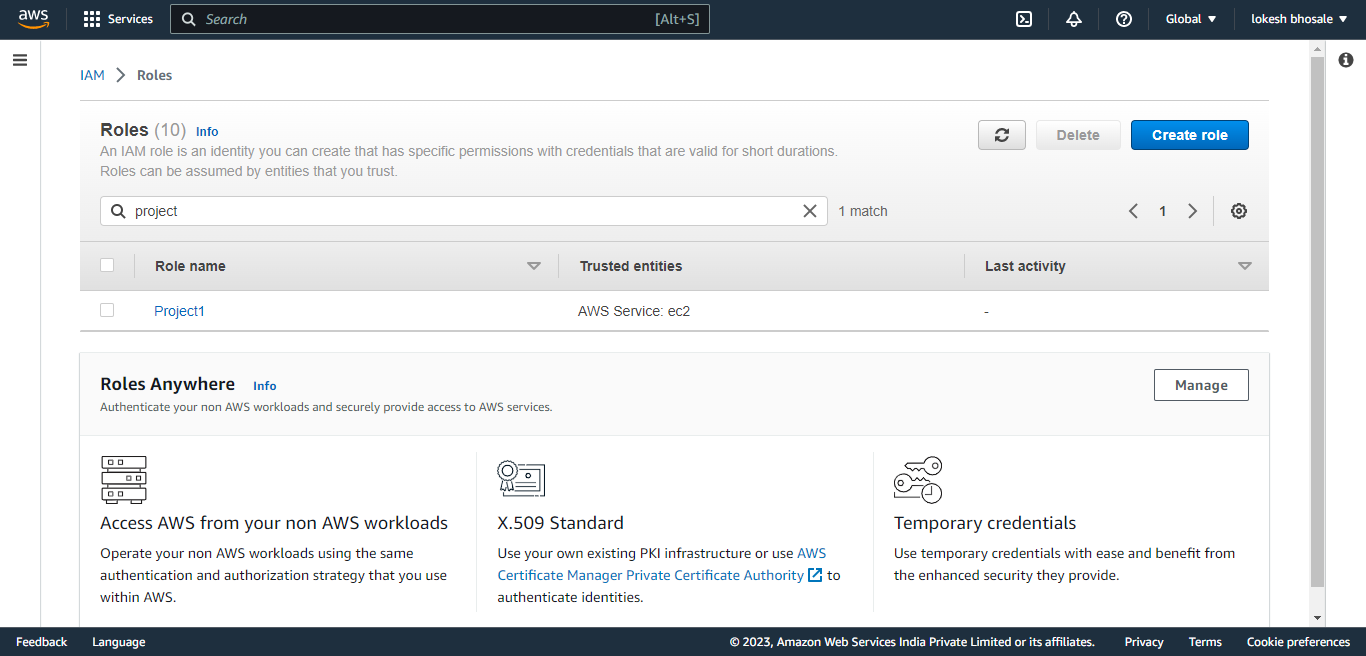 aws Services Search [Alt+S] Global lokesh bhosale
IAM Roles
Roles (10) Info
Delete Create role
An IAM role is an identity you can create that has specific permissions with credentials that are valid for short durations.
Roles can be assumed by entities that you trust.
project 1 match 1
Role name Trusted entities Last activity
Project1 AWS Service: ec2 -
Roles Anywhere Info
Manage
Authenticate your non AWS workloads and securely provide access to AWS services.
Access AWS from your non AWS workloads
Operate your non AWS workloads using the same
authentication and authorization strategy that you use
within AWS.
X.509 Standard
Use your own existing PKI infrastructure or use AWS
Certificate Manager Private Certificate Authority to
authenticate identities.
Temporary credentials
Use temporary credentials with ease and benefit from
the enhanced security they provide.
Feedback Language © 2023, Amazon Web Services India Private Limited or its affiliates. Privacy Terms Cookie preferences